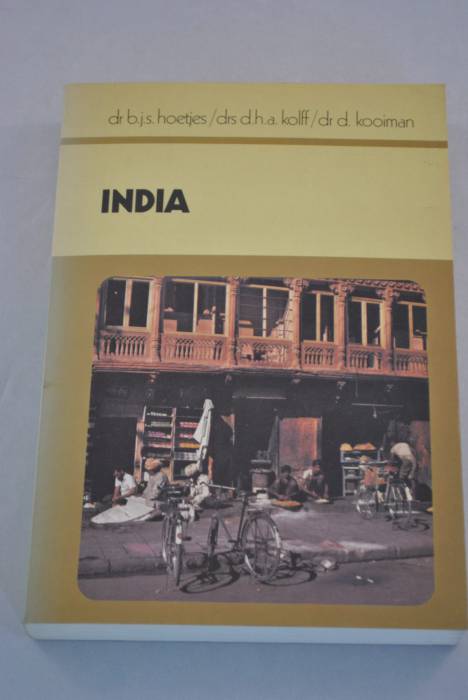 dr b.j.s. hoetjes/drs d.h.a. kolff/dr d. kooiman
INDIA